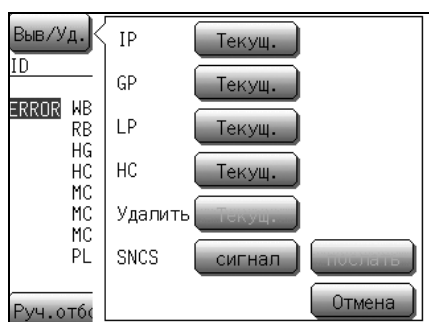 Выв/Уд.
ID
ERROR WB
RB
HG
HC
MC
MC
MC
PL
Руч.отбо
IP Текущ.
GP Текущ.
LP Текущ.
HC Текущ.
Удалить Текущ.
SNCS сигнал послать
Отмена